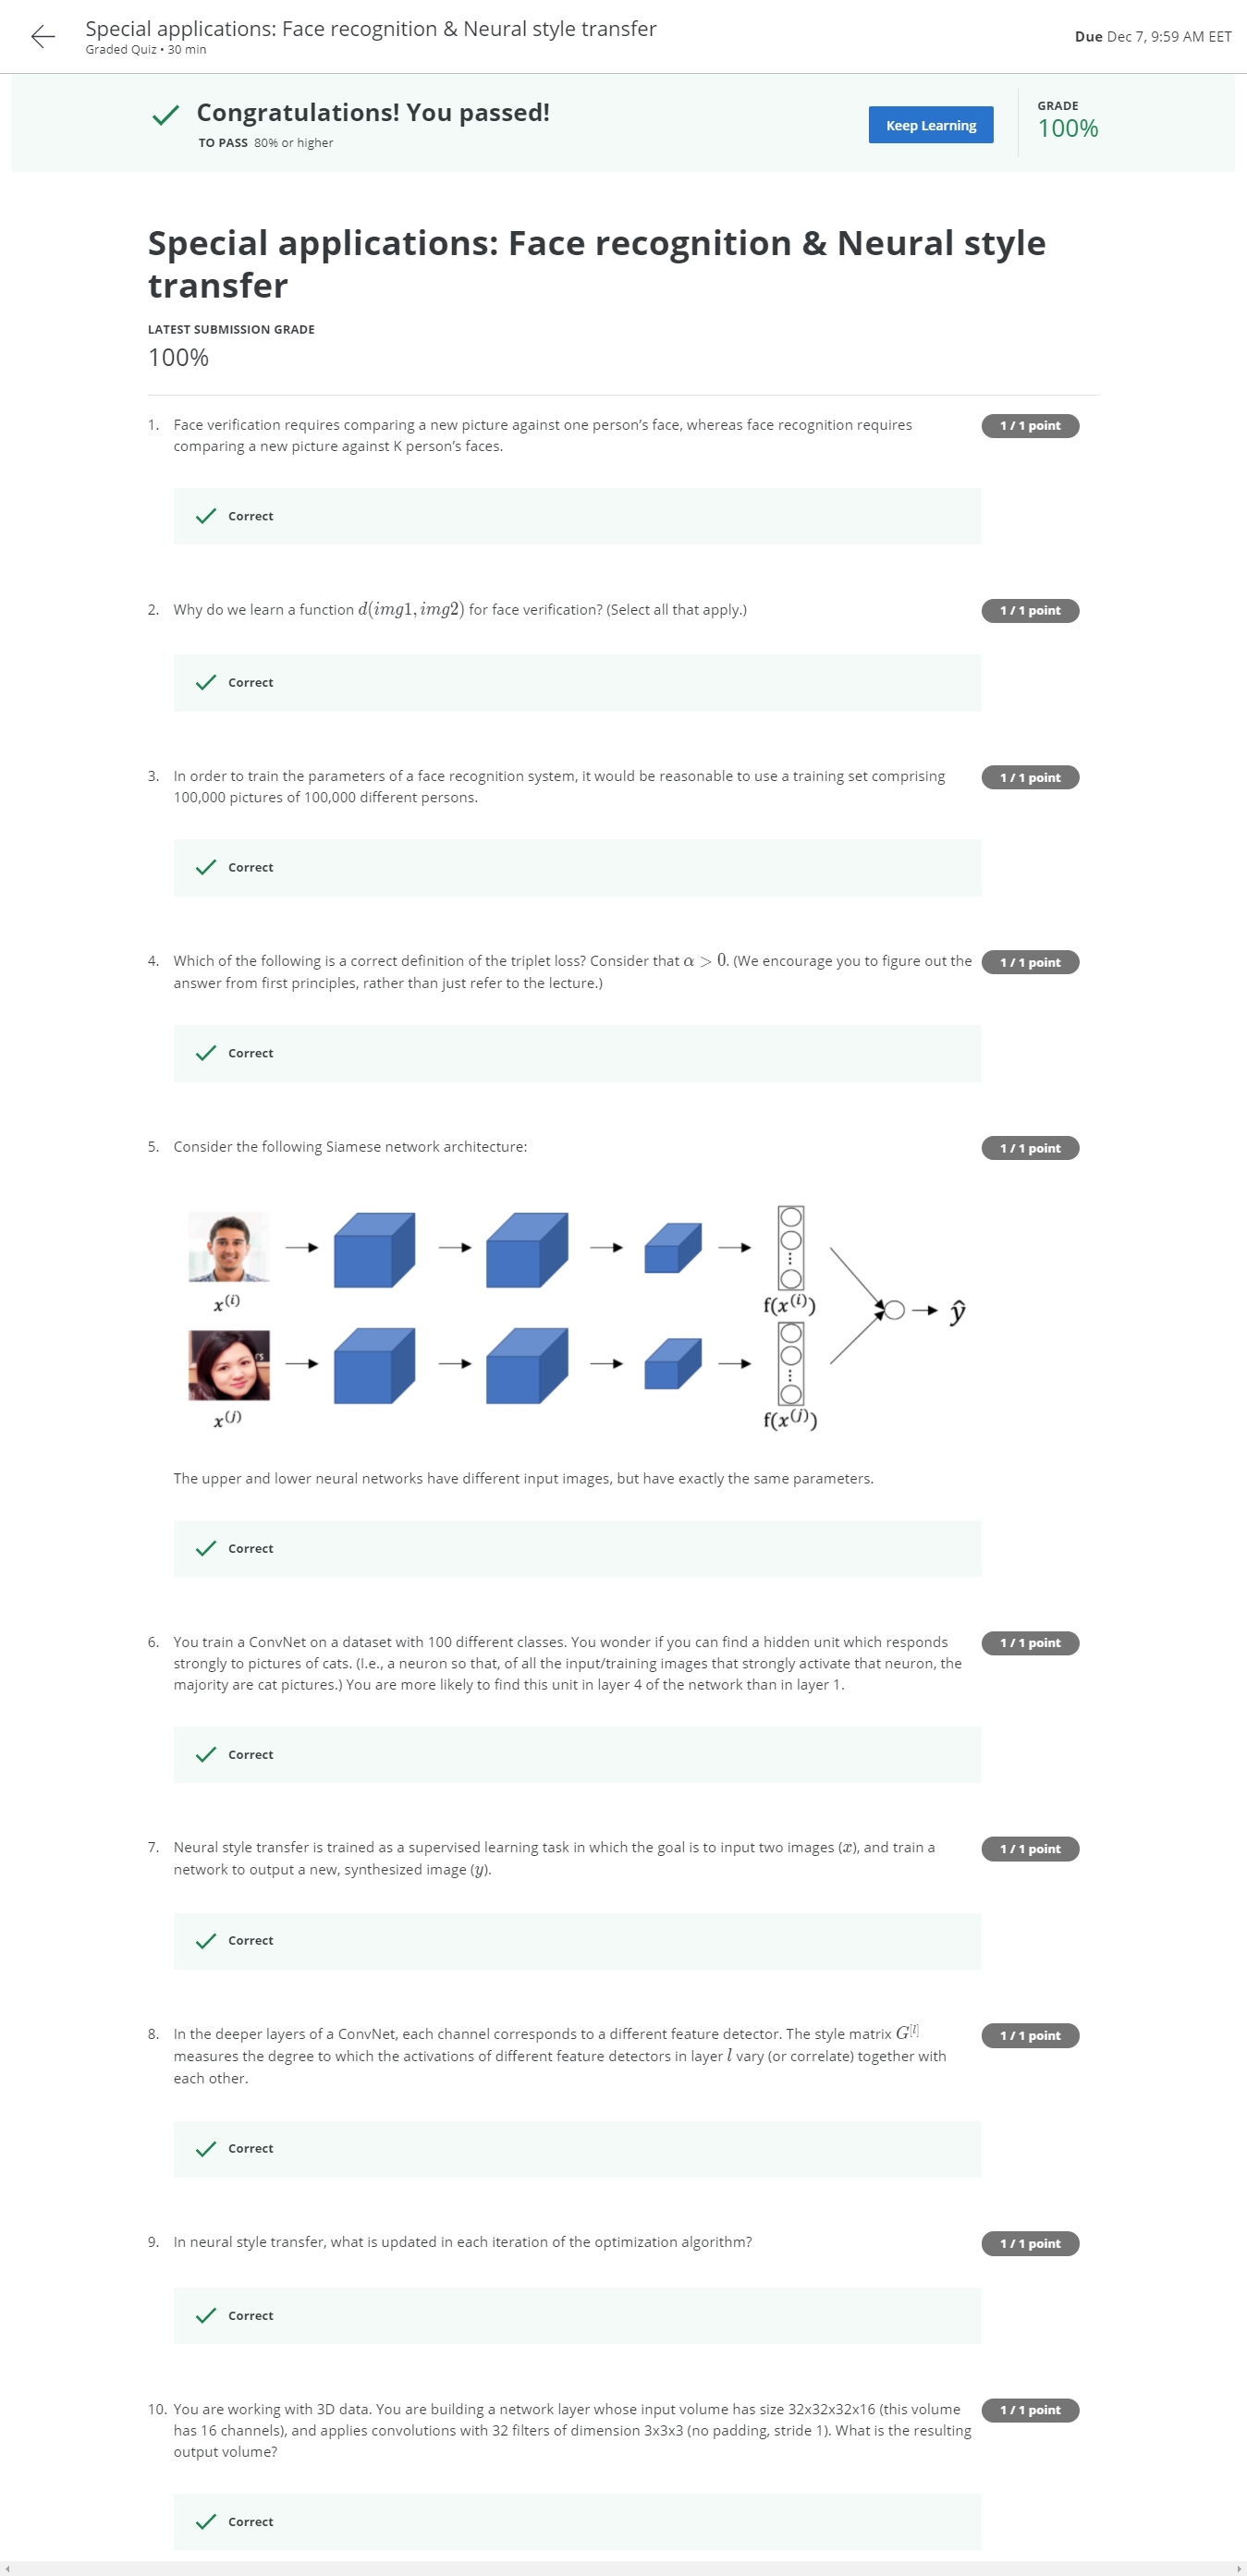 Special applications: Face recognition & Neural style transfer
Graded Quiz • 30 min
Due Dec 7, 9:59 AM EET
Congratulations! You passed!
TO PASS 80% or higher
Keep Learning
GRADE
100%
Special applications: Face recognition & Neural style
transfer
LATEST SUBMISSION GRADE
100%
1. Face verification requires comparing a new picture against one person’s face, whereas face recognition requires
comparing a new picture against K person’s faces.
1 / 1 point
Correct
2. Why do we learn a function d(img1, img2) for face verification? (Select all that apply.)
1 / 1 point
Correct
3. In order to train the parameters of a face recognition system, it would be reasonable to use a training set comprising
100,000 pictures of 100,000 different persons.
1 / 1 point
Correct
4. Which of the following is a correct definition of the triplet loss? Consider that α > 0. (We encourage you to figure out the
answer from first principles, rather than just refer to the lecture.)
1 / 1 point
Correct
5. Consider the following Siamese network architecture:
1 / 1 point
x⁽ⁱ⁾
f(x⁽ⁱ⁾)
ŷ
rs
x⁽ʲ⁾
f(x⁽ʲ⁾)
The upper and lower neural networks have different input images, but have exactly the same parameters.
Correct
6. You train a ConvNet on a dataset with 100 different classes. You wonder if you can find a hidden unit which responds
strongly to pictures of cats. (I.e., a neuron so that, of all the input/training images that strongly activate that neuron, the
majority are cat pictures.) You are more likely to find this unit in layer 4 of the network than in layer 1.
1 / 1 point
Correct
7. Neural style transfer is trained as a supervised learning task in which the goal is to input two images (x), and train a
network to output a new, synthesized image (y).
1 / 1 point
Correct
8. In the deeper layers of a ConvNet, each channel corresponds to a different feature detector. The style matrix G^[l]
measures the degree to which the activations of different feature detectors in layer l vary (or correlate) together with
each other.
1 / 1 point
Correct
9. In neural style transfer, what is updated in each iteration of the optimization algorithm?
1 / 1 point
Correct
10. You are working with 3D data. You are building a network layer whose input volume has size 32x32x32x16 (this volume
has 16 channels), and applies convolutions with 32 filters of dimension 3x3x3 (no padding, stride 1). What is the resulting
output volume?
1 / 1 point
Correct